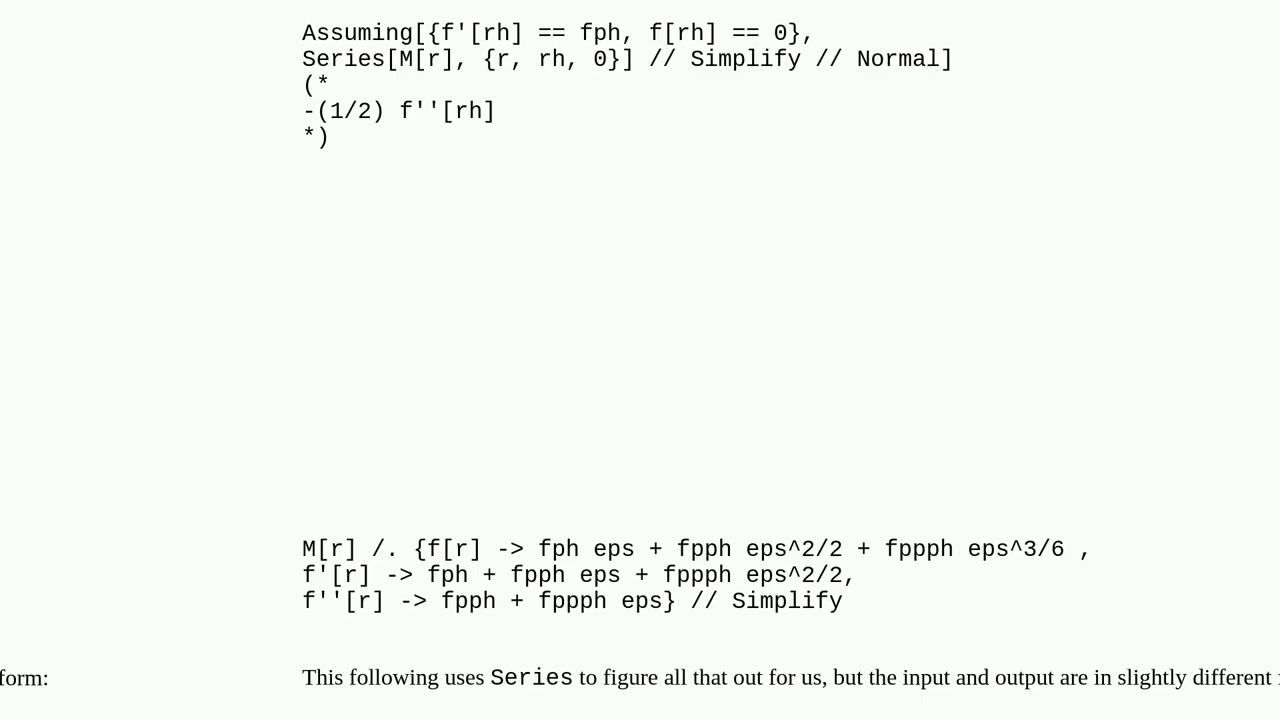 Assuming[{f'[rh] == fph, f[rh] == 0},
Series[M[r], {r, rh, 0}] // Simplify // Normal]
(*
-(1/2) f''[rh]
*)
M[r] /. {f[r] -> fph eps + fpph eps^2/2 + fppph eps^3/6 ,
f'[r] -> fph + fpph eps + fppph eps^2/2,
f''[r] -> fpph + fppph eps} // Simplify
form:
This following uses Series to figure all that out for us, but the input and output are in slightly different